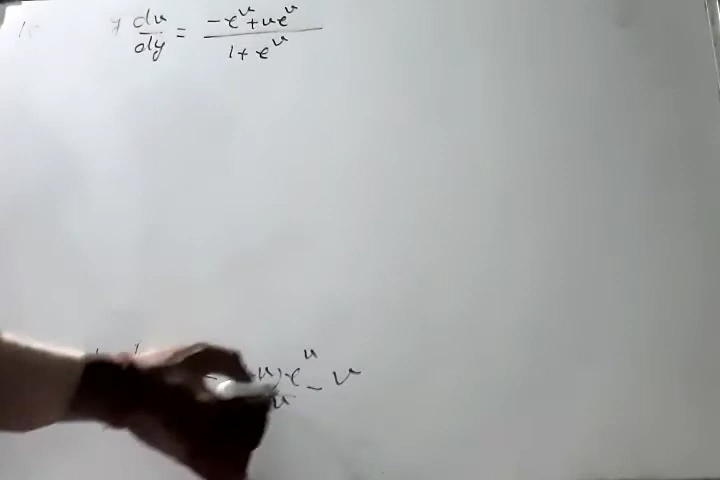 y du/dy = (-e^u + ue^u)/(1 + e^u)
u)e^u
u - u